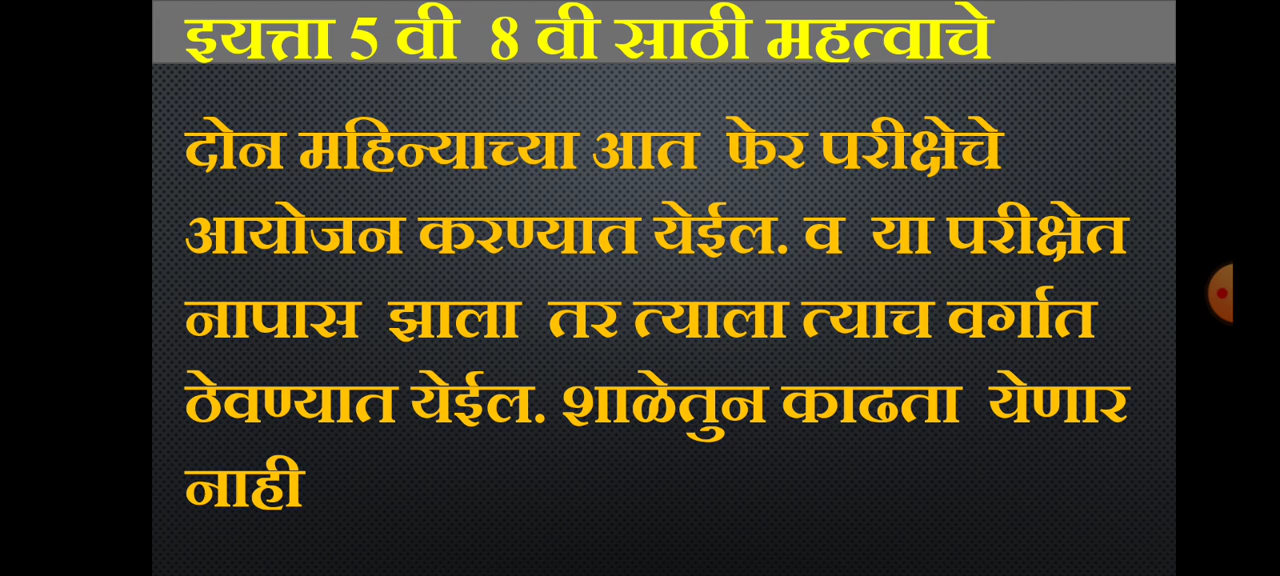 इयत्ता 5 वी 8 वी साठी महत्वाचे
दोन महिन्याच्या आत फेर परीक्षेचे
आयोजन करण्यात येईल. व या परीक्षेत
नापास झाला तर त्याला त्याच वर्गात
ठेवण्यात येईल. शाळेतुन काढता येणार
नाही